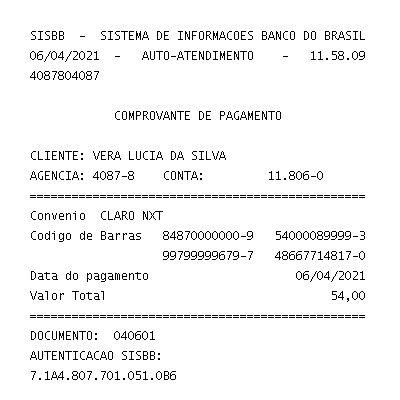 SISBB - SISTEMA DE INFORMACOES BANCO DO BRASIL
06/04/2021 - AUTO-ATENDIMENTO - 11.58.09
4087804087
COMPROVANTE DE PAGAMENTO
CLIENTE: VERA LUCIA DA SILVA
AGENCIA: 4087-8 CONTA: 11.806-0
================================================
Convenio CLARO NXT
Codigo de Barras 84870000000-9 54000089999-3
99799999679-7 48667714817-0
Data do pagamento 06/04/2021
Valor Total 54,00
================================================
DOCUMENTO: 040601
AUTENTICACAO SISBB:
7.1A4.807.701.051.0B6